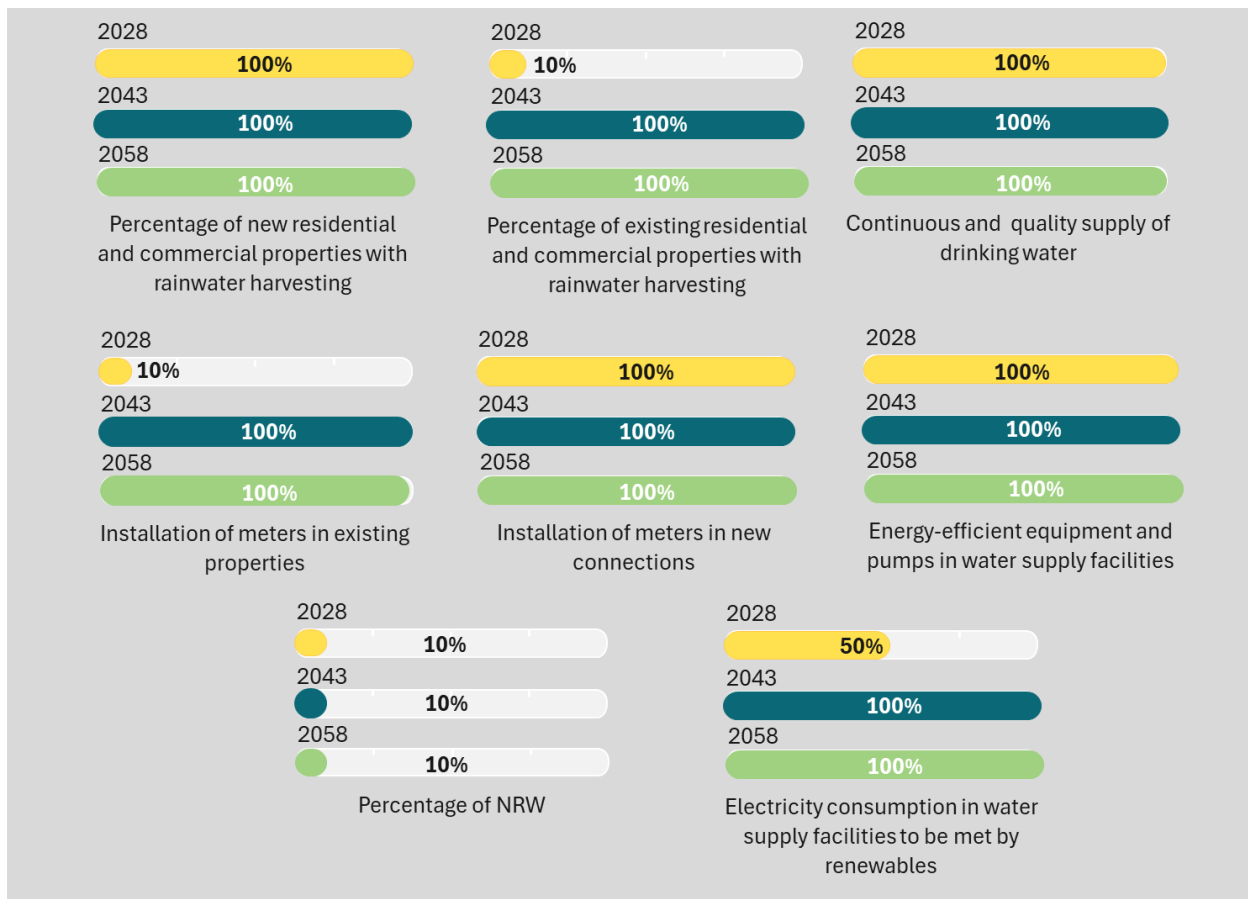 2028
100%
2043
100%
2058
100%
Percentage of new residential
and commercial properties with
rainwater harvesting
2028
10%
2043
100%
2058
100%
Percentage of existing residential
and commercial properties with
rainwater harvesting
2028
100%
2043
100%
2058
100%
Continuous and quality supply of
drinking water
2028
10%
2043
100%
2058
100%
Installation of meters in existing
properties
2028
100%
2043
100%
2058
100%
Installation of meters in new
connections
2028
100%
2043
100%
2058
100%
Energy-efficient equipment and
pumps in water supply facilities
2028
10%
2043
10%
2058
10%
Percentage of NRW
2028
50%
2043
100%
2058
100%
Electricity consumption in water
supply facilities to be met by
renewables